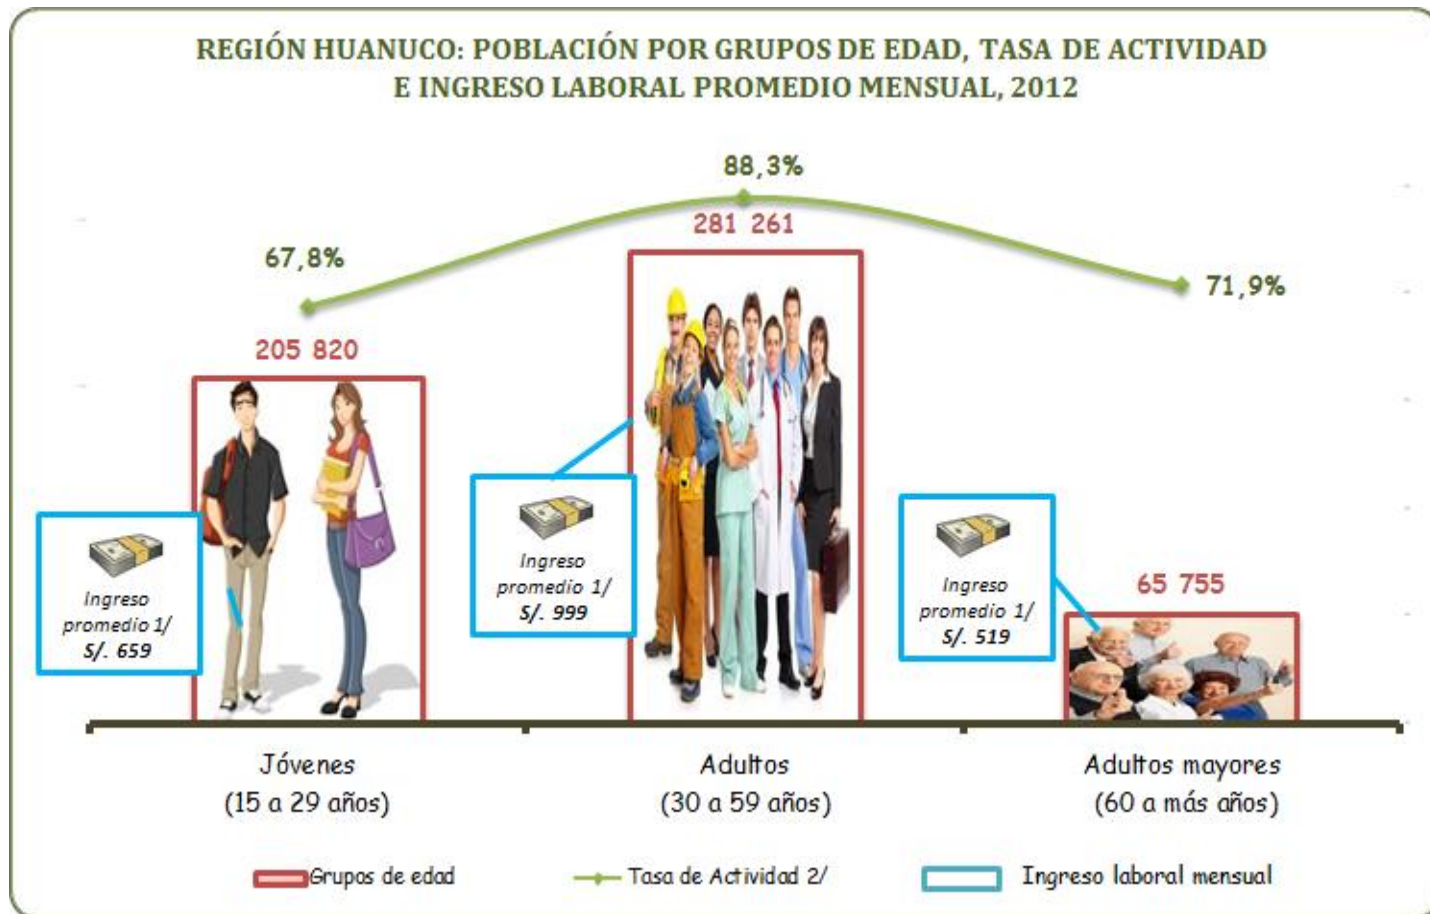 REGIÓN HUANUCO: POBLACIÓN POR GRUPOS DE EDAD, TASA DE ACTIVIDAD
E INGRESO LABORAL PROMEDIO MENSUAL, 2012
88,3%
281 261
67,8%
71,9%
205 820
65 755
Ingreso
promedio 1/
S/. 659
Ingreso
promedio 1/
S/. 999
Ingreso
promedio 1/
S/. 519
Jóvenes
(15 a 29 años)
Adultos
(30 a 59 años)
Adultos mayores
(60 a más años)
Grupos de edad
Tasa de Actividad 2/
Ingreso laboral mensual